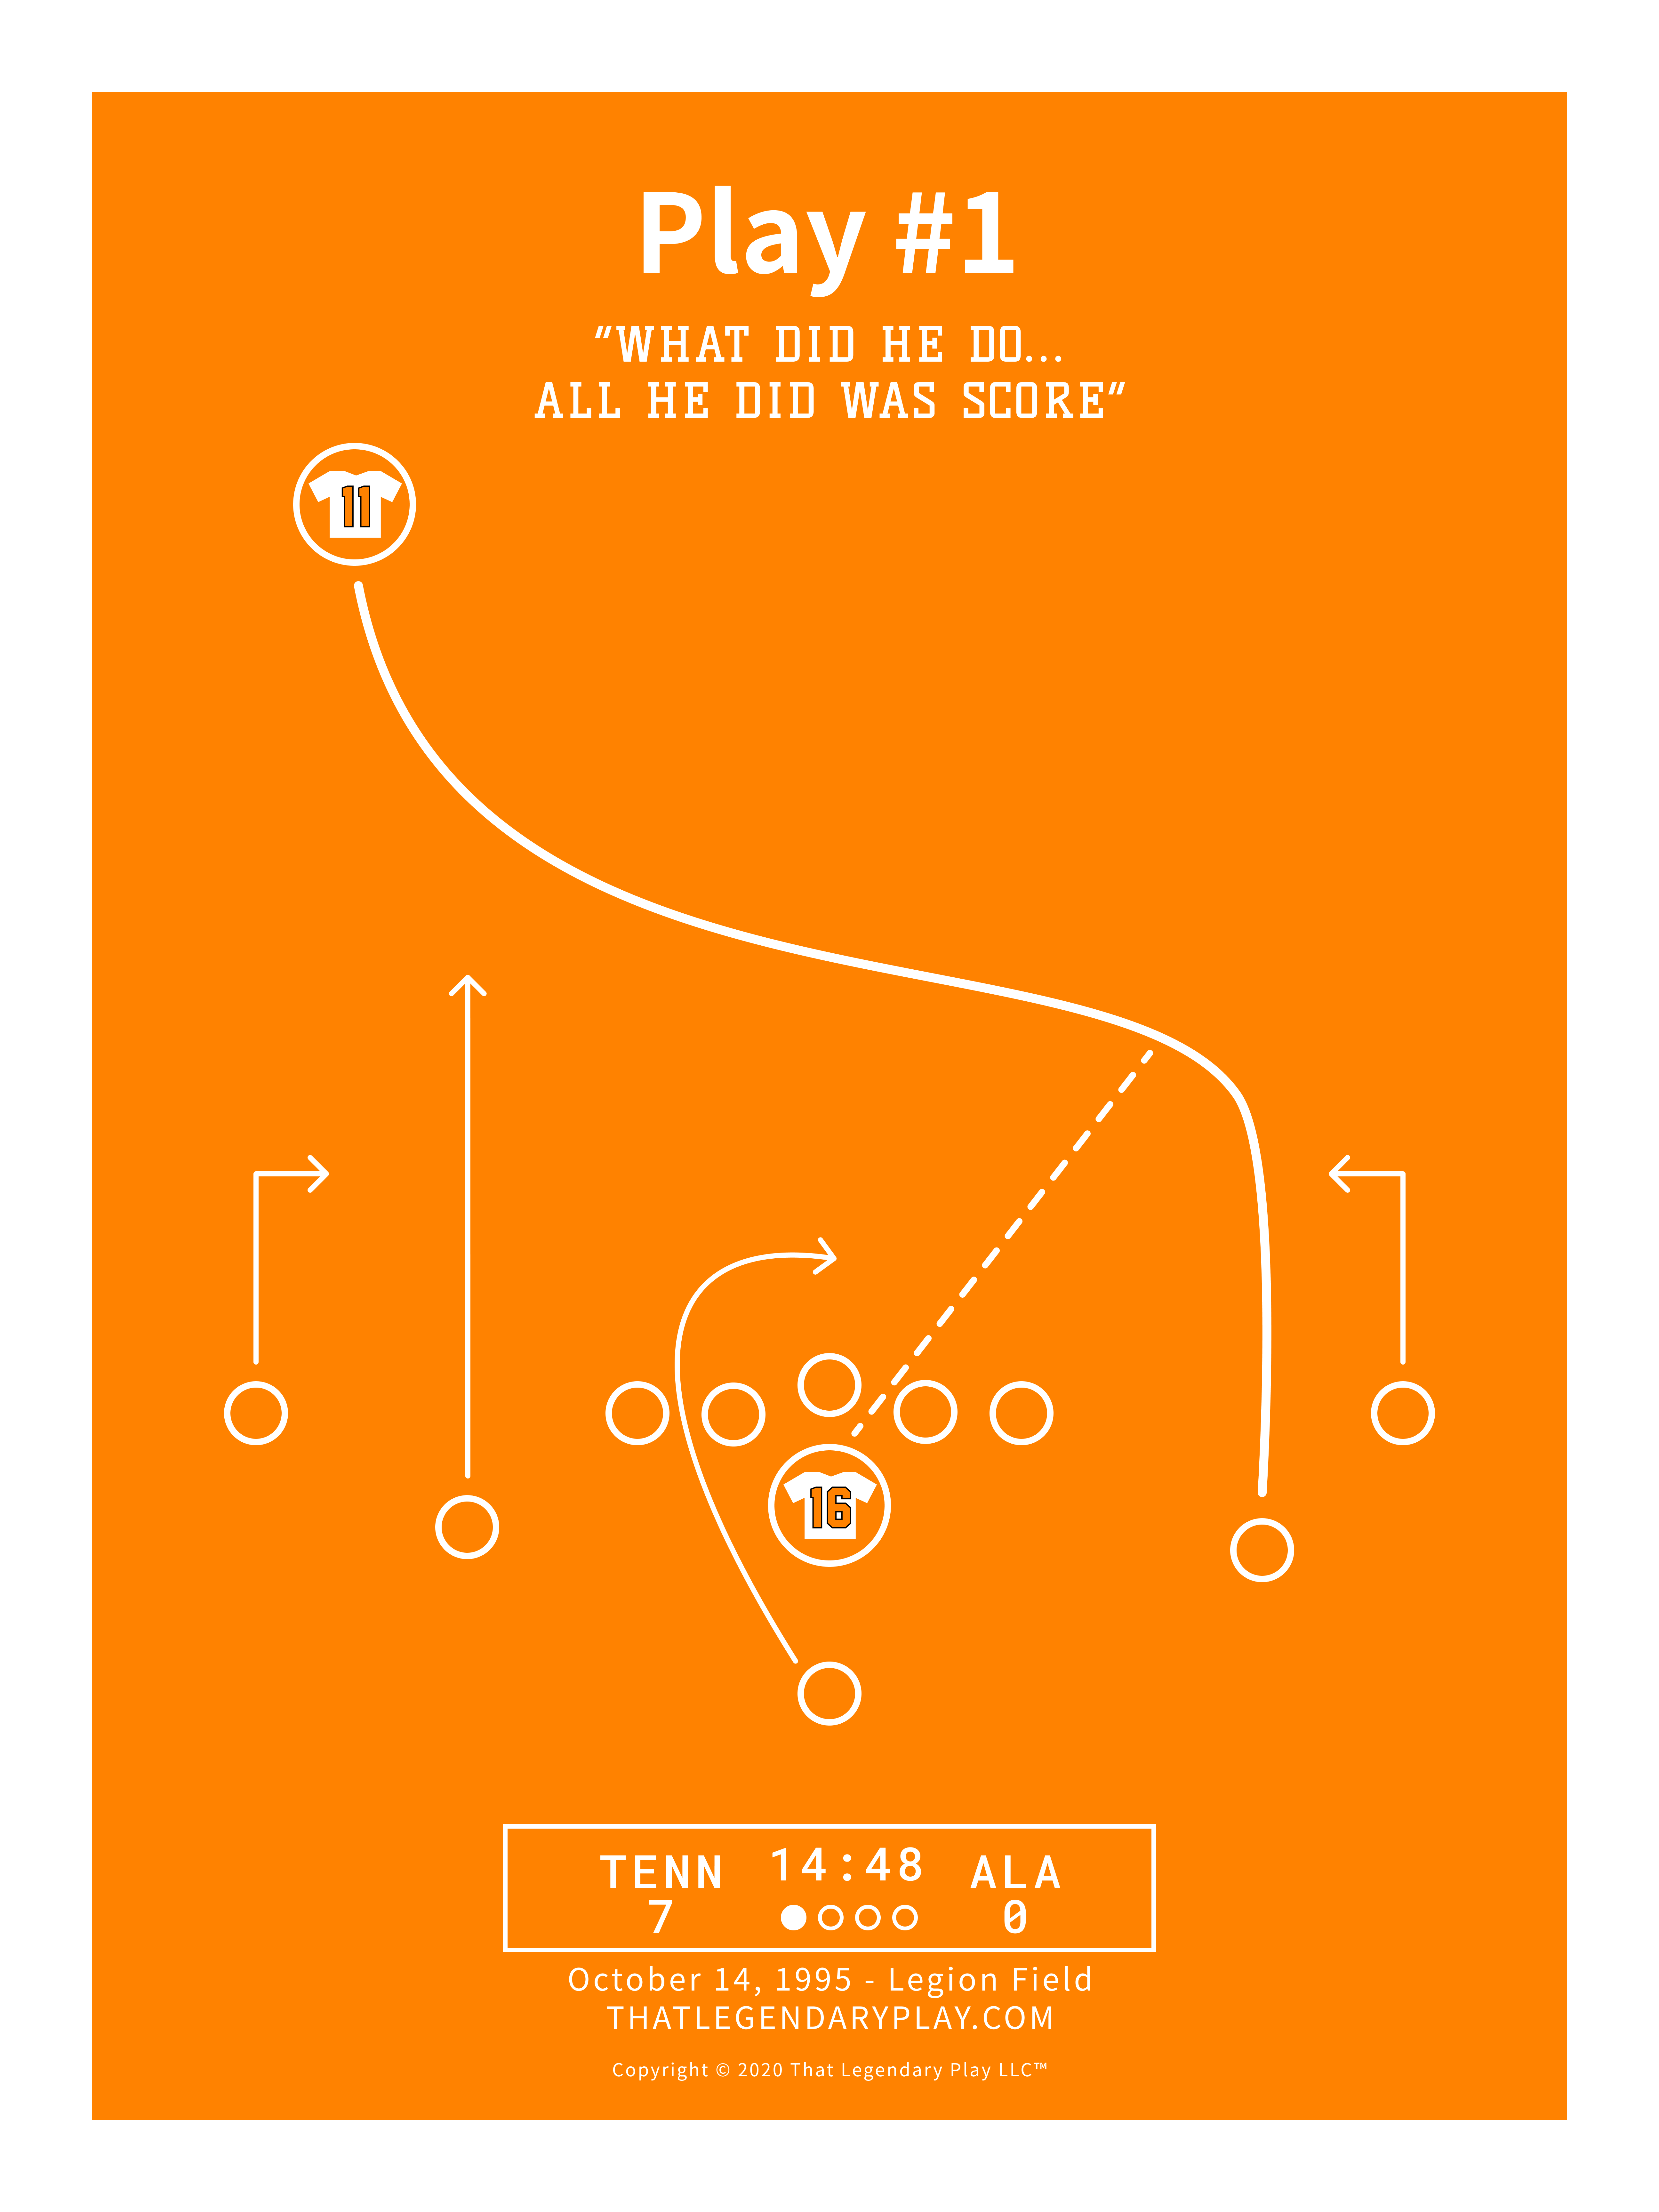 Play #1
"WHAT DID HE DO...
ALL HE DID WAS SCORE"
11
16
TENN 14:48 ALA
7 0
October 14, 1995 - Legion Field
THATLEGENDARYPLAY.COM
Copyright © 2020 That Legendary Play LLC™